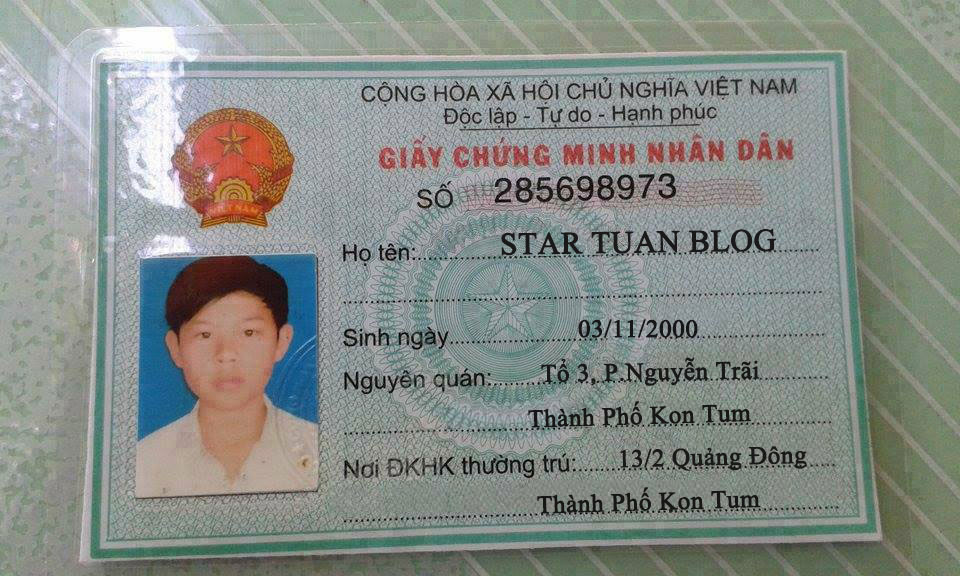 CỘNG HÒA XÃ HỘI CHỦ NGHĨA VIỆT NAM
Độc lập - Tự do - Hạnh phúc
GIẤY CHỨNG MINH NHÂN DÂN
SỐ 285698973
Họ tên: STAR TUAN BLOG
Sinh ngày 03/11/2000
Nguyên quán: Tổ 3, P.Nguyễn Trãi
Thành Phố Kon Tum
Nơi ĐKHK thường trú: 13/2 Quảng Đông
Thành Phố Kon Tum
VIỆT NAM